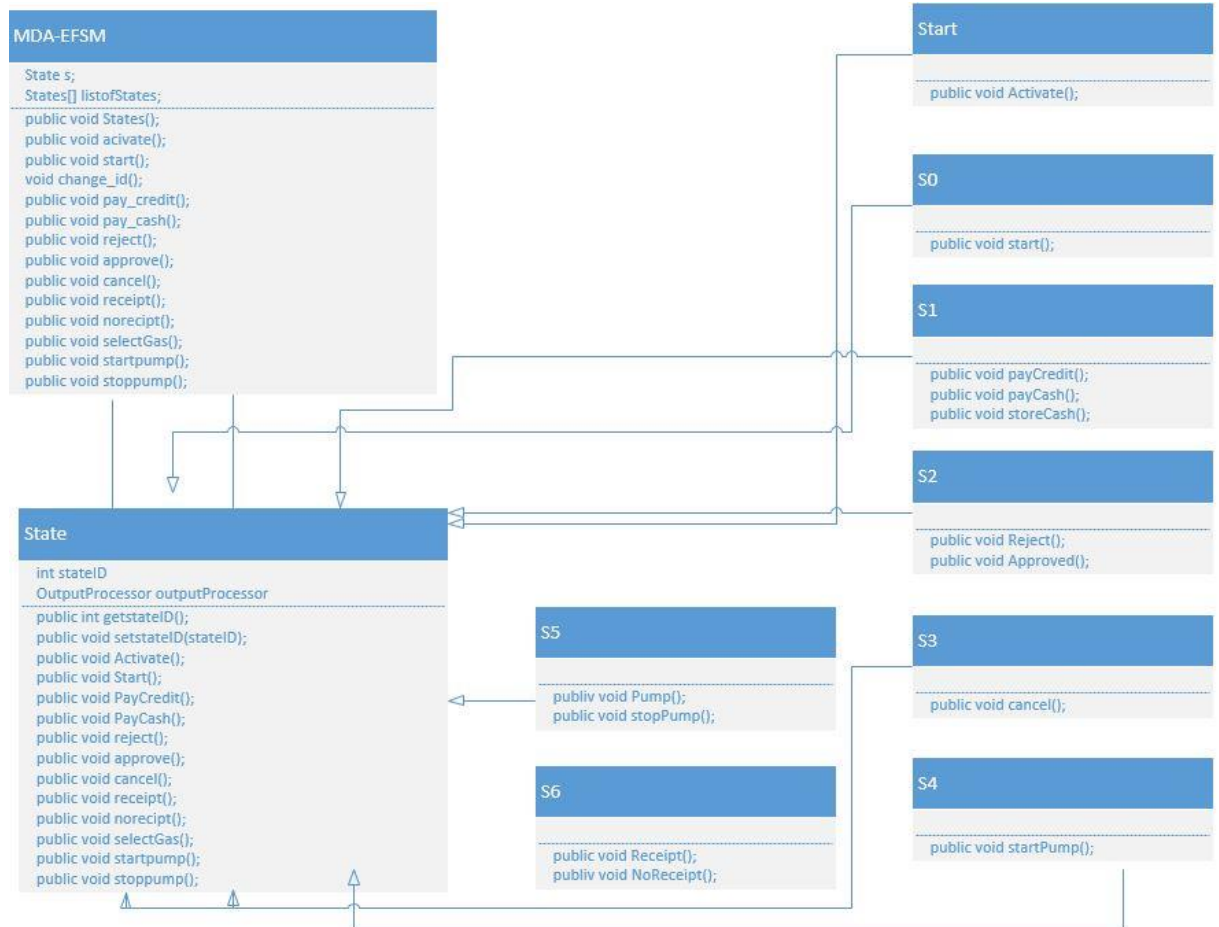 MDA-EFSM
State s;
States[] listofStates;
public void States();
public void acivate();
public void start();
void change_id();
public void pay_credit();
public void pay_cash();
public void reject();
public void approve();
public void cancel();
public void receipt();
public void norecipt();
public void selectGas();
public void startpump();
public void stoppump();
State
int stateID
OutputProcessor outputProcessor
public int getstateID();
public void setstateID(stateID);
public void Activate();
public void Start();
public void PayCredit();
public void PayCash();
public void reject();
public void approve();
public void cancel();
public void receipt();
public void norecipt();
public void selectGas();
public void startpump();
public void stoppump();
S5
publiv void Pump();
public void stopPump();
S6
public void Receipt();
publiv void NoReceipt();
Start
public void Activate();
S0
public void start();
S1
public void payCredit();
public void payCash();
public void storeCash();
S2
public void Reject();
public void Approved();
S3
public void cancel();
S4
public void startPump();